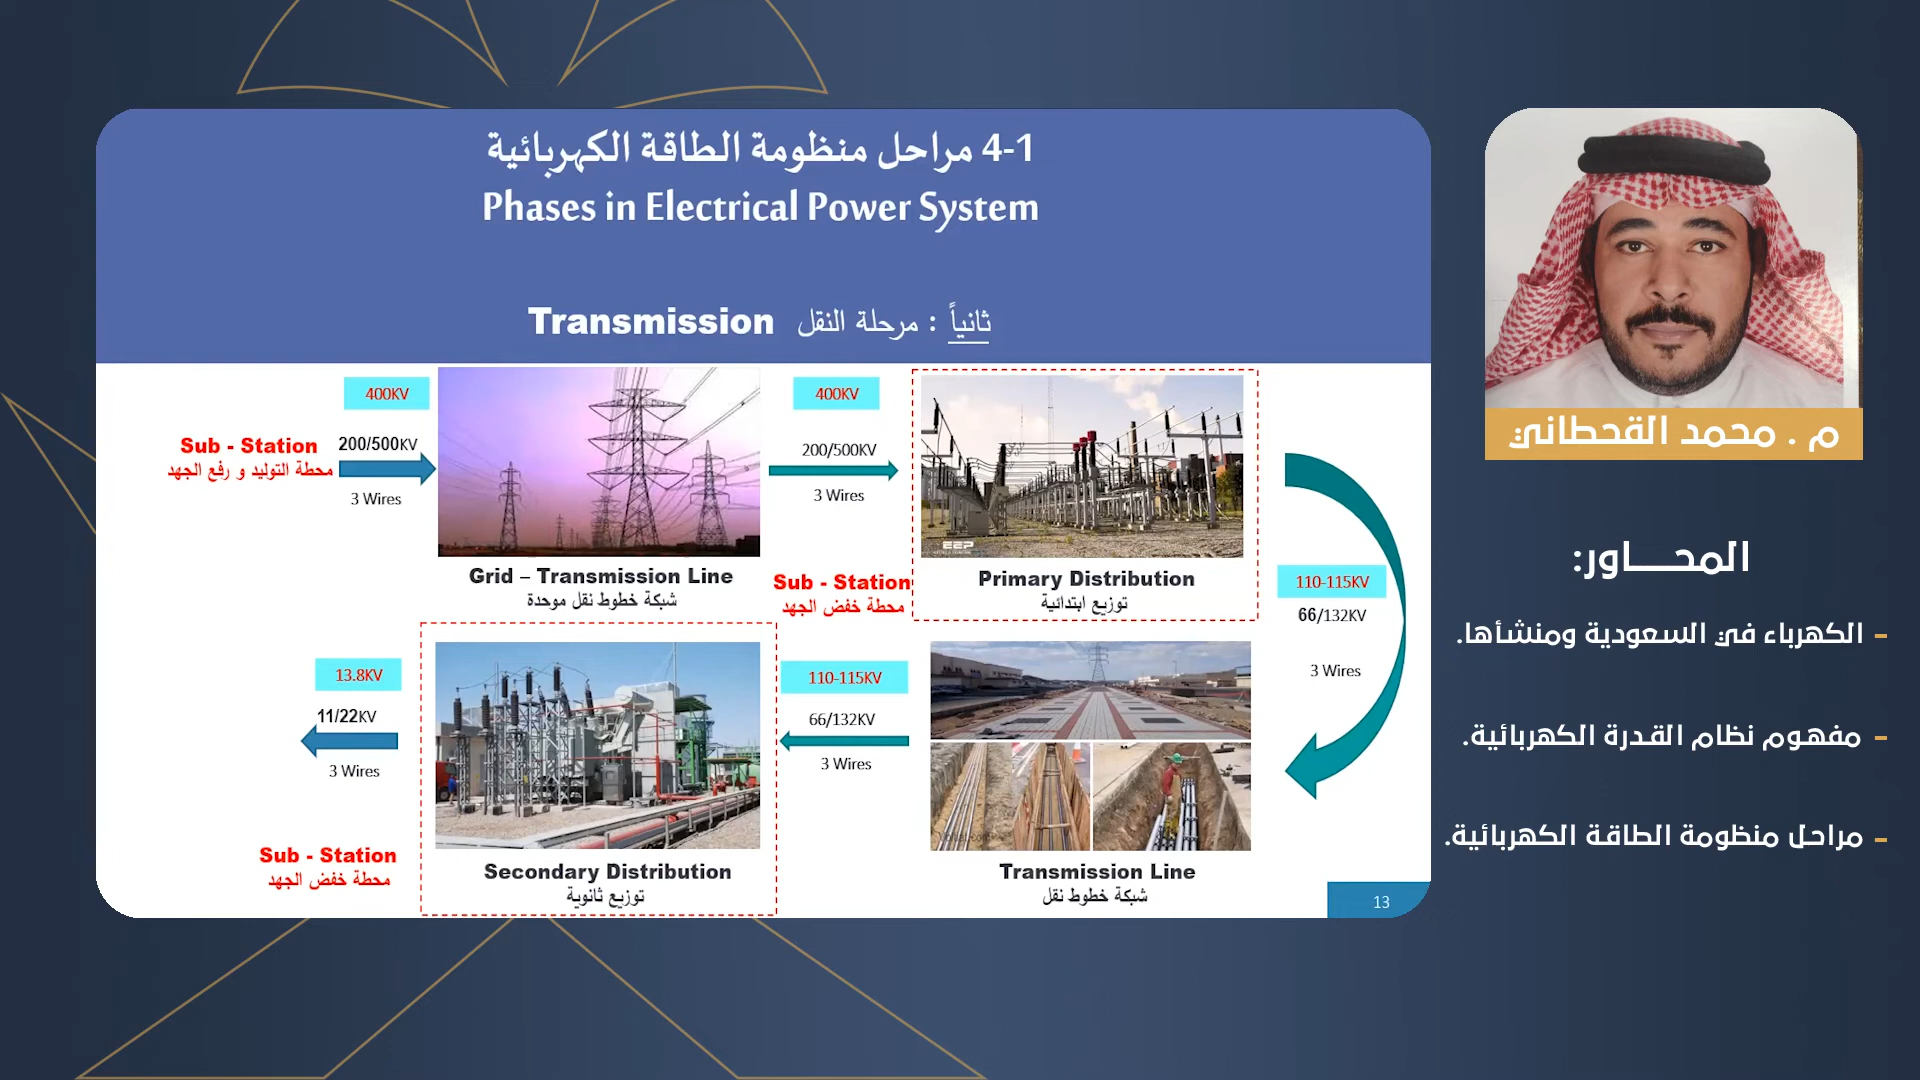 4-1 مراحل منظومة الطاقة الكهربائية
Phases in Electrical Power System
ثانياً : مرحلة النقل Transmission
Sub - Station
محطة التوليد و رفع الجهد
400KV
200/500KV
3 Wires
Grid – Transmission Line
شبكة خطوط نقل موحدة
400KV
200/500KV
3 Wires
Sub - Station
محطة خفض الجهد
EEP
Primary Distribution
توزيع ابتدائية
110-115KV
66/132KV
3 Wires
Transmission Line
شبكة خطوط نقل
110-115KV
66/132KV
3 Wires
Secondary Distribution
توزيع ثانوية
13.8KV
11/22KV
3 Wires
Sub - Station
محطة خفض الجهد
13
م . محمد القحطاني
المحــــاور:
- الكهرباء في السعودية ومنشأها.
- مفهوم نظام القدرة الكهربائية.
- مراحل منظومة الطاقة الكهربائية.